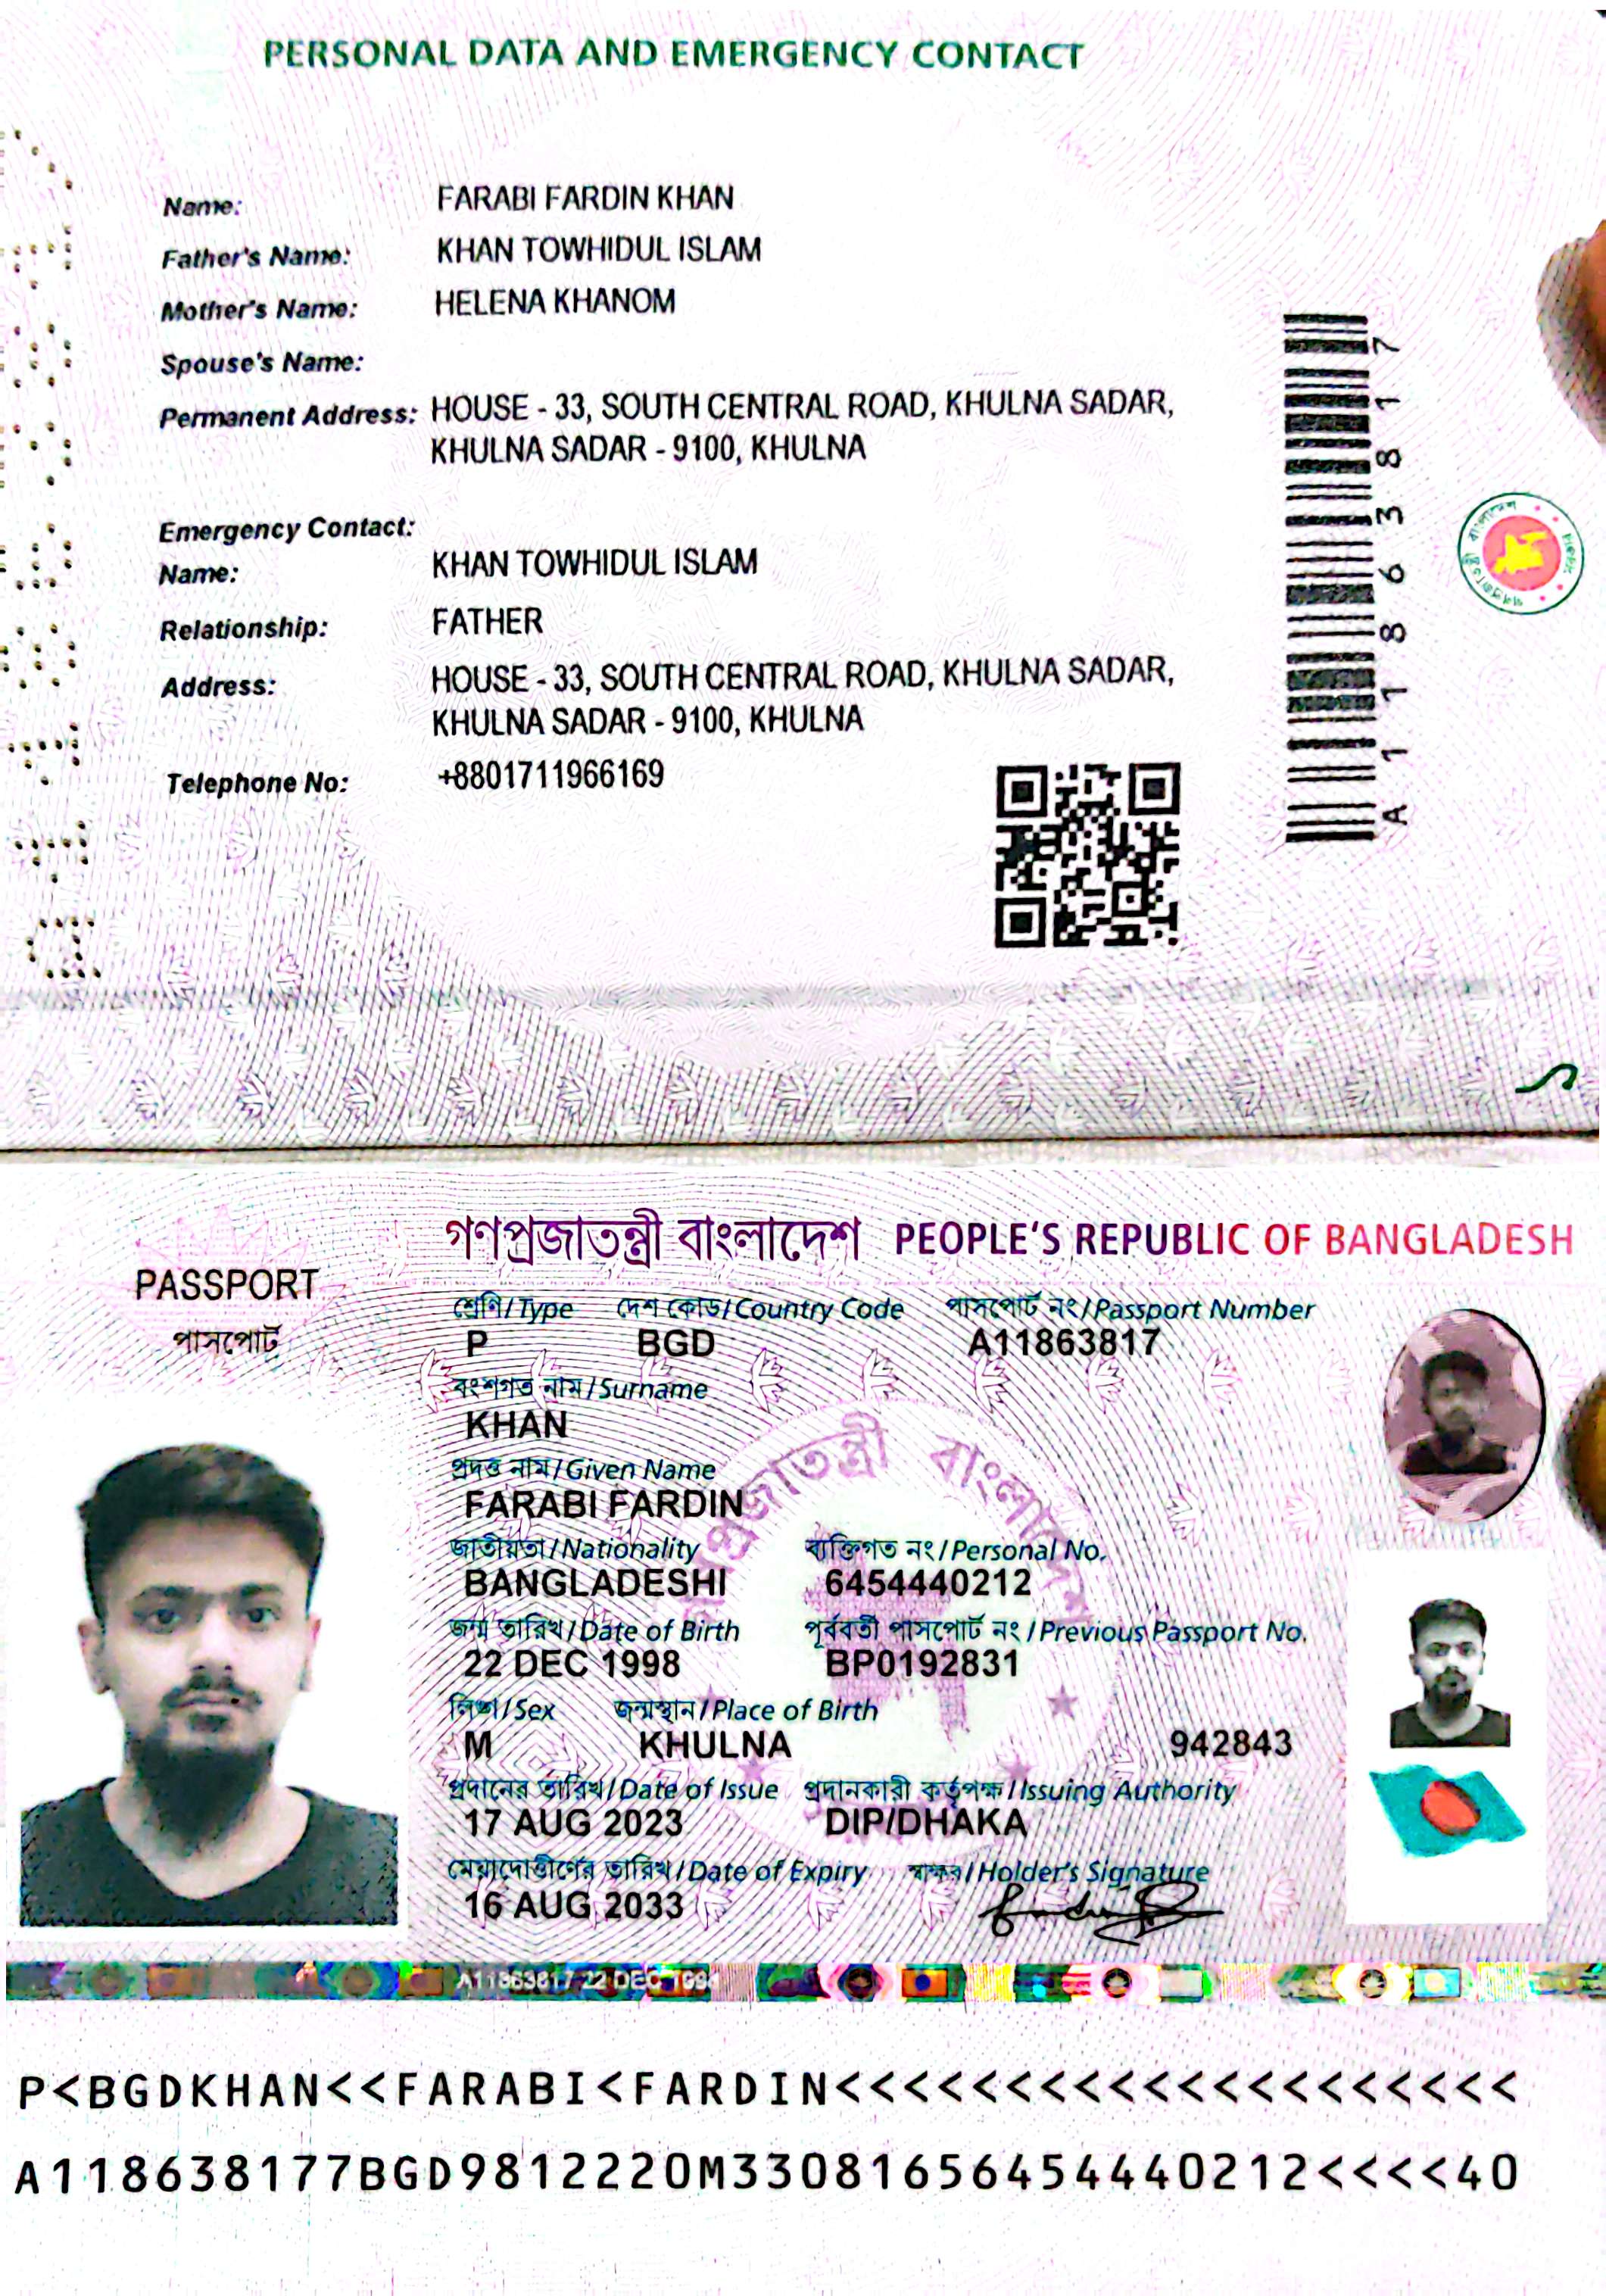 PERSONAL DATA AND EMERGENCY CONTACT
Name: FARABI FARDIN KHAN
Father's Name: KHAN TOWHIDUL ISLAM
Mother's Name: HELENA KHANOM
Spouse's Name:
Permanent Address: HOUSE - 33, SOUTH CENTRAL ROAD, KHULNA SADAR,
KHULNA SADAR - 9100, KHULNA
Emergency Contact:
Name: KHAN TOWHIDUL ISLAM
Relationship: FATHER
Address: HOUSE - 33, SOUTH CENTRAL ROAD, KHULNA SADAR,
KHULNA SADAR - 9100, KHULNA
Telephone No: +8801711966169
A11863817
গণপ্রজাতন্ত্রী বাংলাদেশ PEOPLE'S REPUBLIC OF BANGLADESH
PASSPORT
পাসপোর্ট
শ্রেণি/Type দেশ কোড/Country Code পাসপোর্ট নং/Passport Number
P BGD A11863817
বংশগত নাম/Surname
KHAN
প্রদত্ত নাম/Given Name
FARABI FARDIN
জাতীয়তা/Nationality ব্যক্তিগত নং/Personal No.
BANGLADESHI 6454440212
জন্ম তারিখ/Date of Birth পূর্ববর্তী পাসপোর্ট নং/Previous Passport No.
22 DEC 1998 BP0192831
লিঙ্গ/Sex জন্মস্থান/Place of Birth
M KHULNA 942843
প্রদানের তারিখ/Date of Issue প্রদানকারী কর্তৃপক্ষ/Issuing Authority
17 AUG 2023 DIP/DHAKA
মেয়াদোত্তীর্ণের তারিখ/Date of Expiry স্বাক্ষর/Holder's Signature
16 AUG 2033
A11863817 22 DEC 1998
P<BGDKHAN<<FARABI<FARDIN<<<<<<<<<<<<<<<<<<<<
A118638177BGD9812220M33081656454440212<<<<40